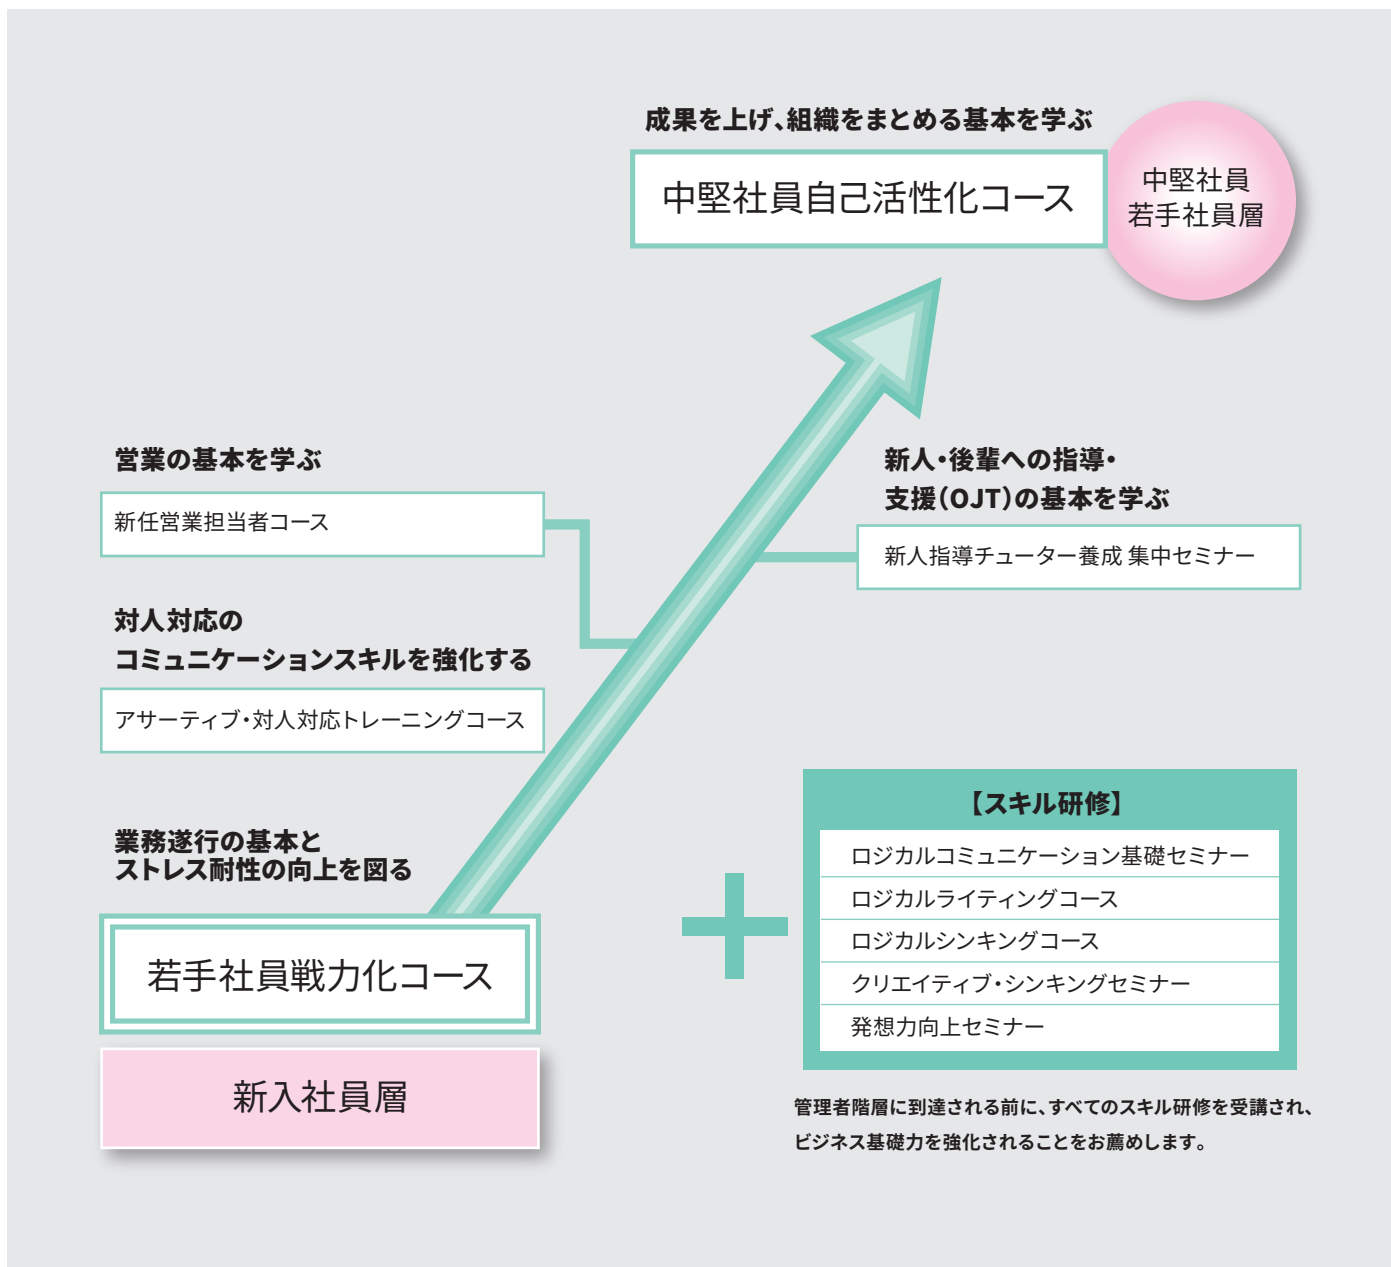 成果を上げ、組織をまとめる基本を学ぶ
中堅社員自己活性化コース
中堅社員
若手社員層
営業の基本を学ぶ
新任営業担当者コース
新人・後輩への指導・
支援（OJT）の基本を学ぶ
新人指導チューター養成 集中セミナー
対人対応の
コミュニケーションスキルを強化する
アサーティブ・対人対応トレーニングコース
業務遂行の基本と
ストレス耐性の向上を図る
若手社員戦力化コース
新入社員層
【スキル研修】
ロジカルコミュニケーション基礎セミナー
ロジカルライティングコース
ロジカルシンキングコース
クリエイティブ・シンキングセミナー
発想力向上セミナー
管理者階層に到達される前に、すべてのスキル研修を受講され、
ビジネス基礎力を強化されることをお薦めします。